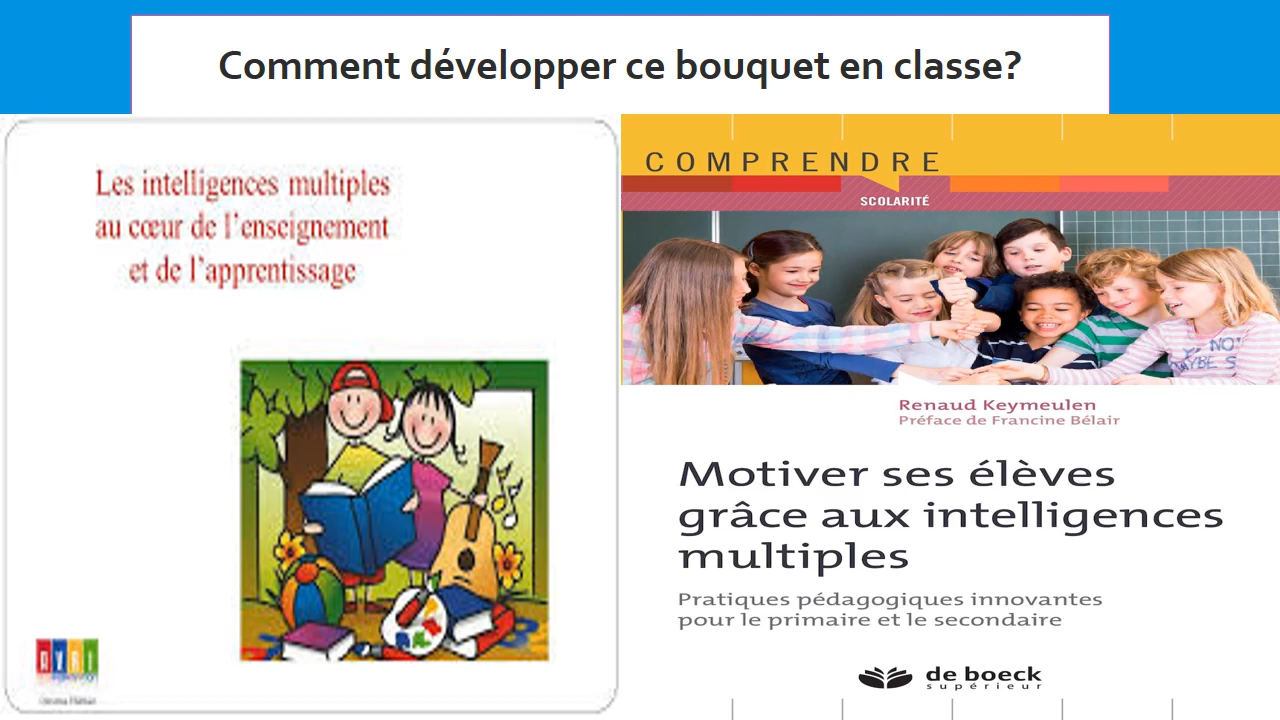 Comment développer ce bouquet en classe?
Les intelligences multiples
au cœur de l'enseignement
et de l'apprentissage
COMPRENDRE
SCOLARITÉ
NO'
MAYBE S
Renaud Keymeulen
Préface de Francine Bélair
Motiver ses élèves
grâce aux intelligences
multiples
Pratiques pédagogiques innovantes
pour le primaire et le secondaire
de boeck
supérieur